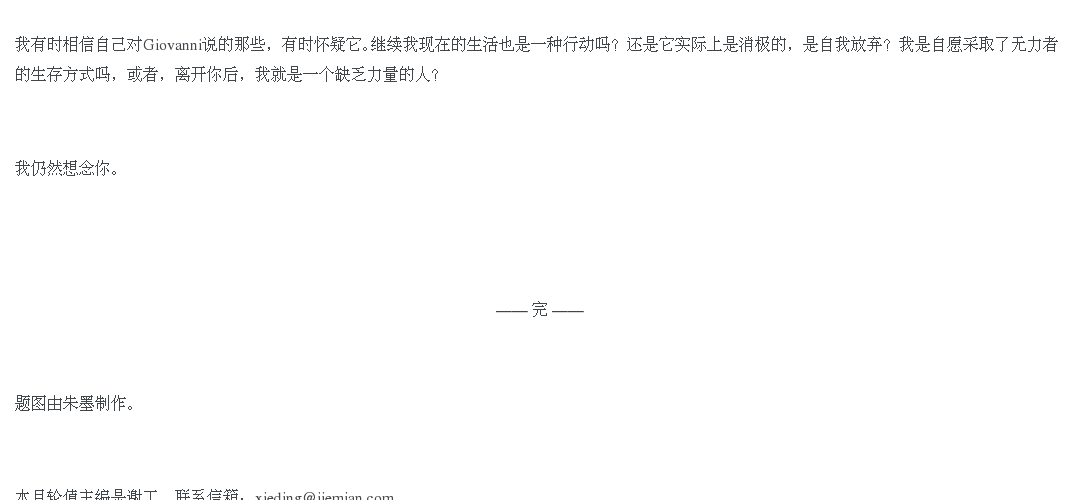 我有时相信自己对Giovanni说的那些，有时怀疑它。继续我现在的生活也是一种行动吗？还是它实际上是消极的，是自我放弃？我是自愿采取了无力者
的生存方式吗，或者，离开你后，我就是一个缺乏力量的人？
我仍然想念你。
—— 完 ——
题图由朱墨制作。
本月轮值主编是谢丁，联系信箱：xieding@jiemian.com